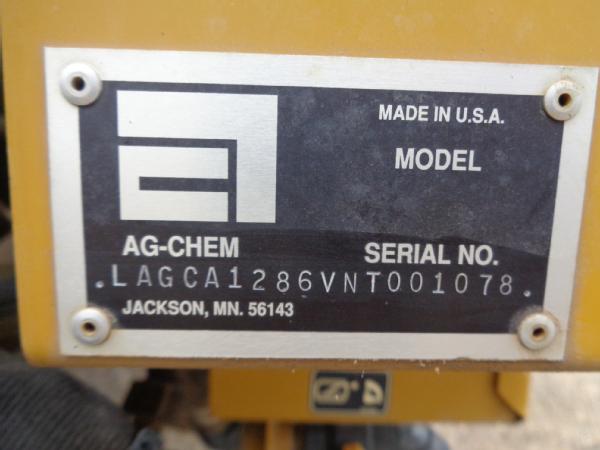 MADE IN U.S.A.
MODEL
AG-CHEM SERIAL NO.
.LAGCA1286VNT001078.
JACKSON, MN. 56143